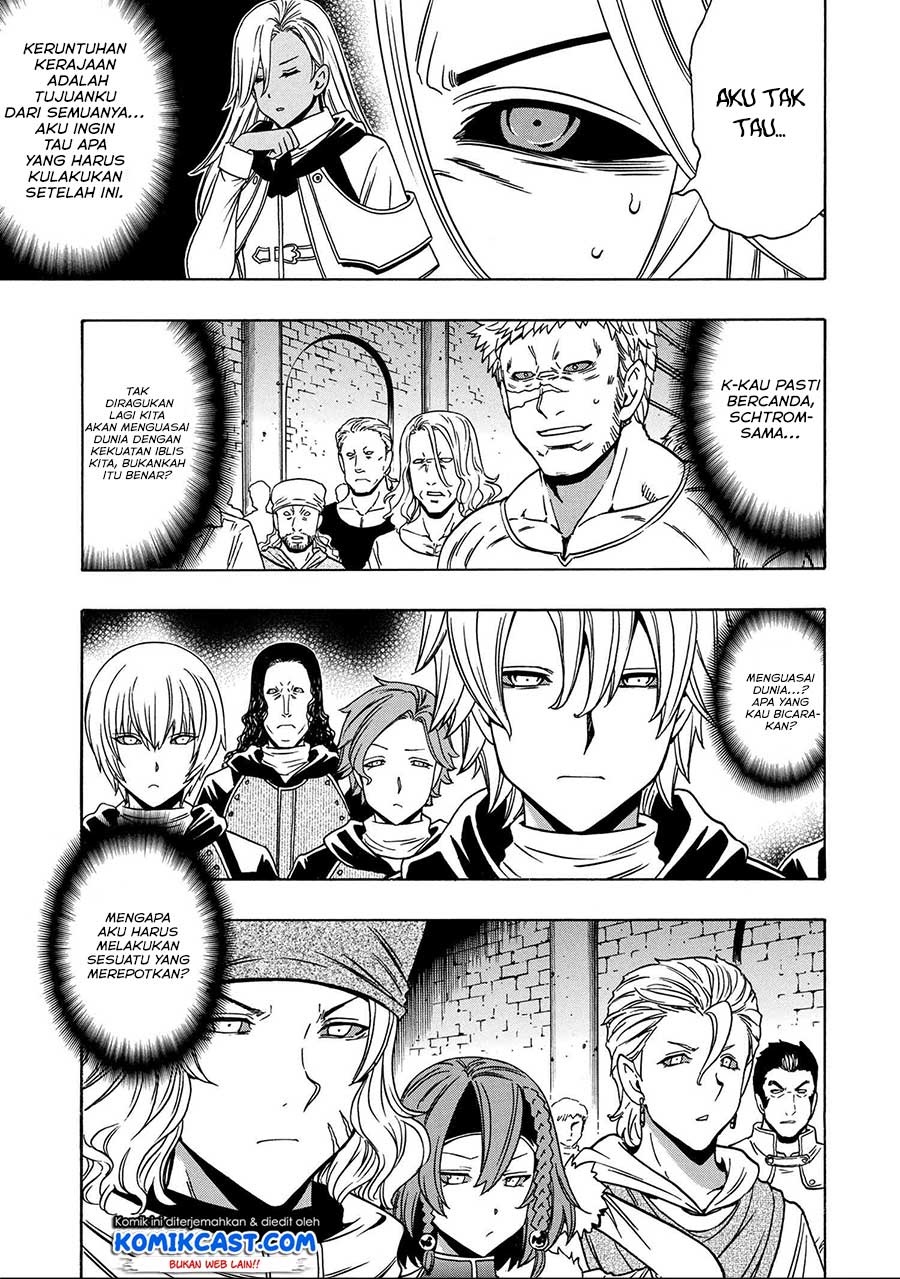 AKU TAK
TAU...
KERUNTUHAN
KERAJAAN
ADALAH
TUJUANKU
DARI SEMUANYA...
AKU INGIN
TAU APA
YANG HARUS
KULAKUKAN
SETELAH INI.
K-KAU PASTI
BERCANDA,
SCHTROM-
SAMA...
TAK
DIRAGUKAN
LAGI KITA
AKAN MENGUASAI
DUNIA DENGAN
KEKUATAN IBLIS
KITA, BUKANKAH
ITU BENAR?
MENGUASAI
DUNIA...?
APA YANG
KAU BICARA-
KAN?
MENGAPA
AKU HARUS
MELAKUKAN
SESUATU YANG
MEREPOTKAN?
Komik ini diterjemahkan & diedit oleh
KOMIKCAST.COM
BUKAN WEB LAIN!!